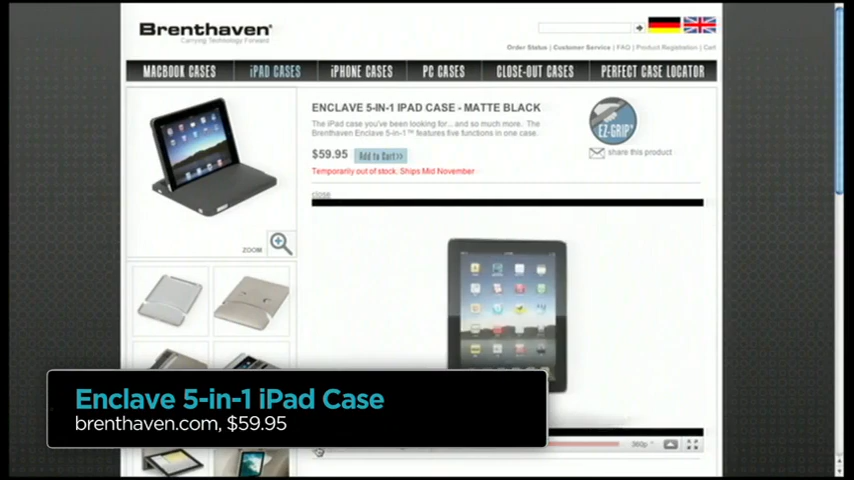 Brenthaven®
Carrying Technology Forward
Order Status | Customer Service | FAQ | Product Registration | Cart
MACBOOK CASES
iPAD CASES
iPHONE CASES
PC CASES
CLOSE-OUT CASES
PERFECT CASE LOCATOR
ENCLAVE 5-IN-1 IPAD CASE - MATTE BLACK
The iPad case you've been looking for... and so much more. The
Brenthaven Enclave 5-in-1™ features five functions in one case.
$59.95
Add to Cart>>
Temporarily out of stock. Ships Mid November
EZ-GRIP
share this product
close
ZOOM
360p
Enclave 5-in-1 iPad Case
brenthaven.com, $59.95